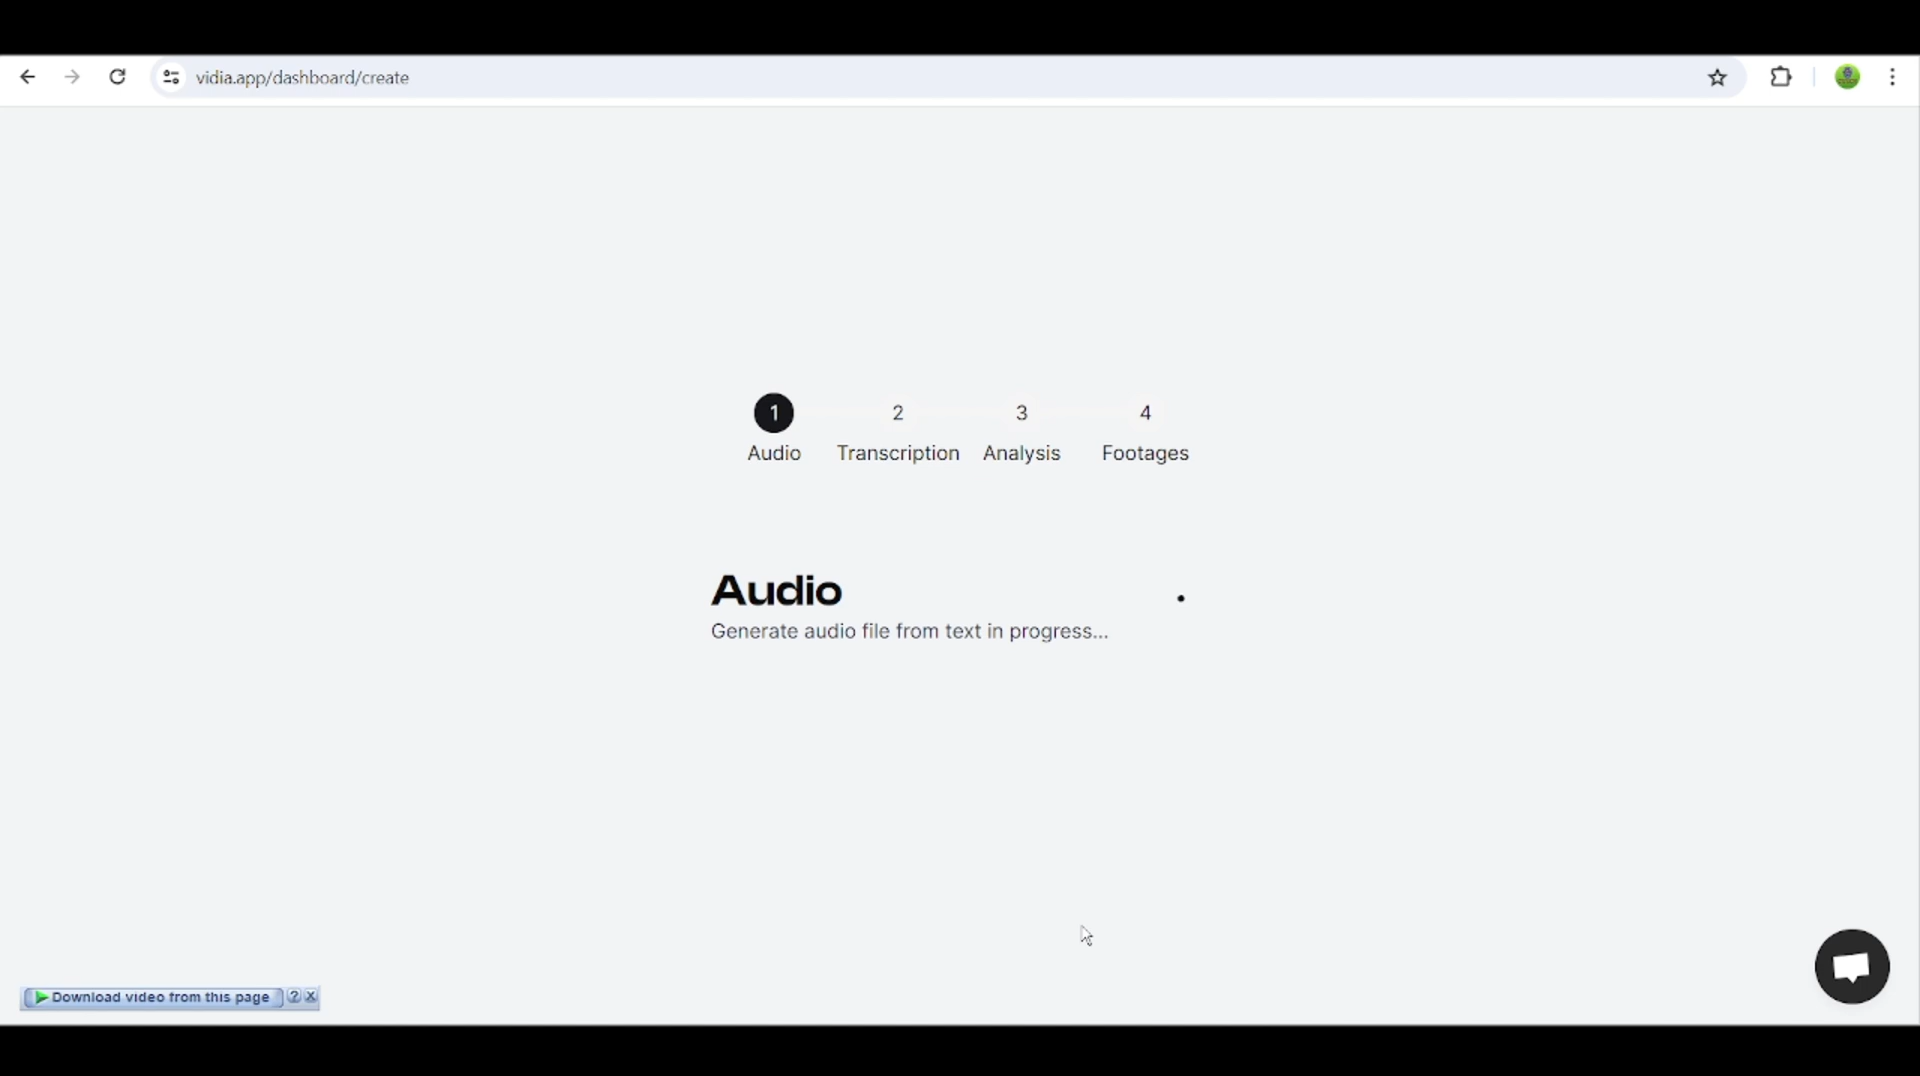 vidia.app/dashboard/create
1 2 3 4
Audio Transcription Analysis Footages
Audio
Generate audio file from text in progress...
Download video from this page ? X